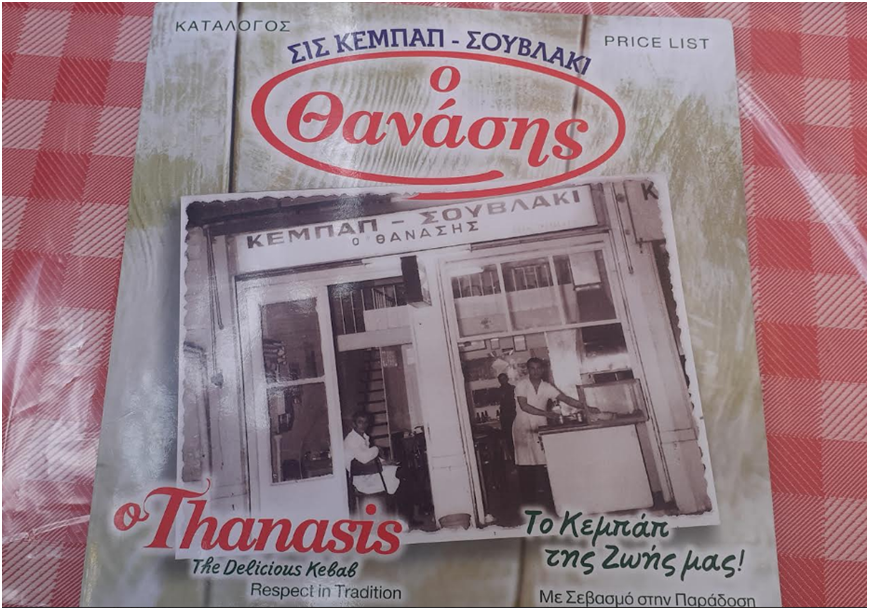 ΚΑΤΑΛΟΓΟΣ
PRICE LIST
ΣΙΣ ΚΕΜΠΑΠ - ΣΟΥΒΛΑΚΙ
ο
Θανάσης
ΚΕΜΠΑΠ - ΣΟΥΒΛΑΚΙ
Ο ΘΑΝΑΣΗΣ
Κ
ο Thanasis
The Delicious Kebab
Respect in Tradition
Το Κεμπάπ
της Ζωής μας!
Με Σεβασμό στην Παράδοση